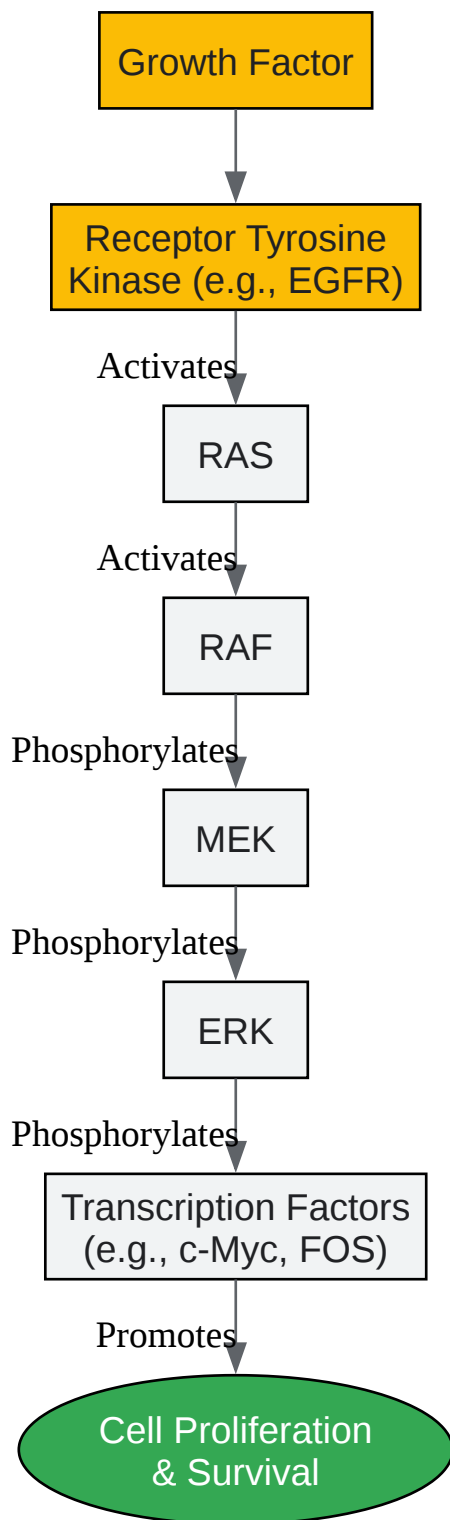 Growth Factor
Receptor Tyrosine
Kinase (e.g., EGFR)
Activates
RAS
Activates
RAF
Phosphorylates
MEK
Phosphorylates
ERK
Phosphorylates
Transcription Factors
(e.g., c-Myc, FOS)
Promotes
Cell Proliferation
& Survival